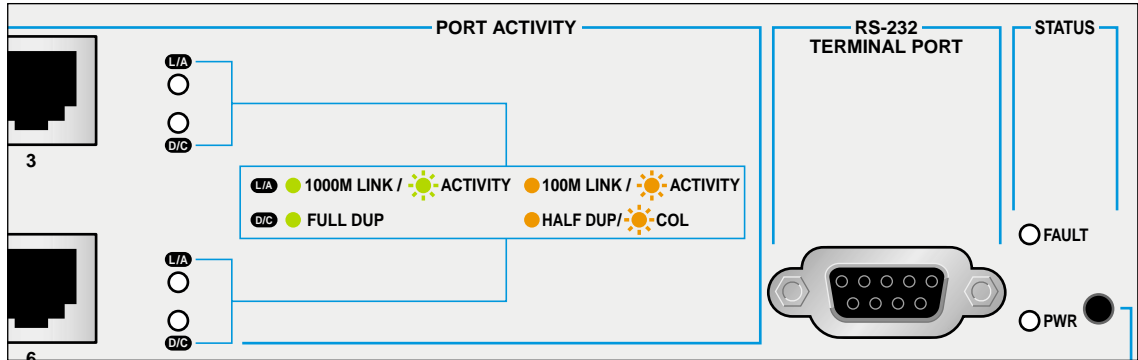 PORT ACTIVITY
RS-232
TERMINAL PORT
STATUS
L/A
D/C
3
L/A 1000M LINK / ACTIVITY 100M LINK / ACTIVITY
D/C FULL DUP HALF DUP/ COL
FAULT
L/A
PWR
D/C
6